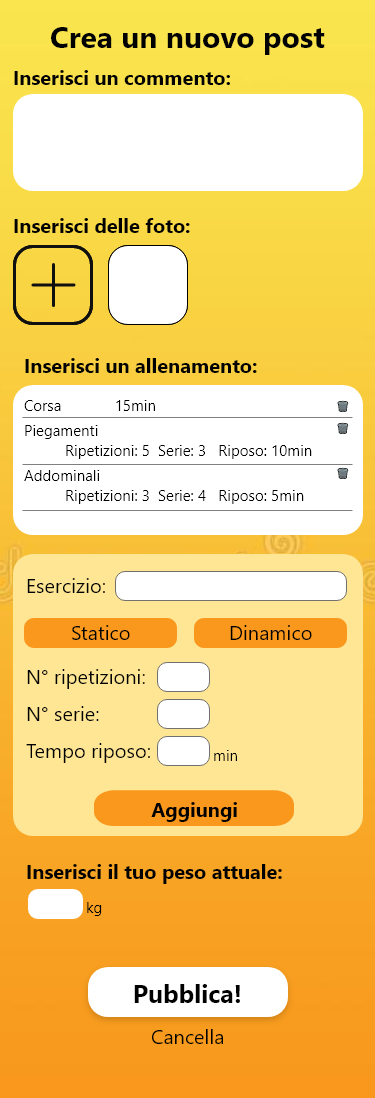 Crea un nuovo post
Inserisci un commento:
Inserisci delle foto:
Inserisci un allenamento:
Corsa 15min
Piegamenti
Ripetizioni: 5 Serie: 3 Riposo: 10min
Addominali
Ripetizioni: 3 Serie: 4 Riposo: 5min
Esercizio:
Statico Dinamico
N° ripetizioni:
N° serie:
Tempo riposo: min
Aggiungi
Inserisci il tuo peso attuale:
kg
Pubblica!
Cancella